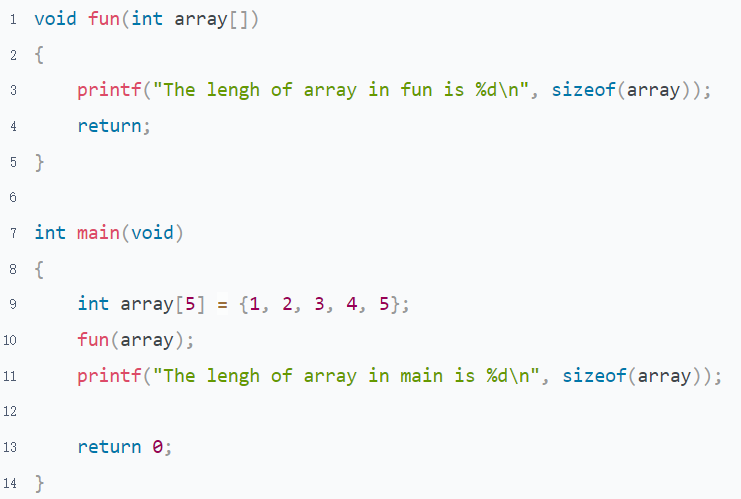 1 void fun(int array[])
2 {
3     printf("The lengh of array in fun is %d\n", sizeof(array));
4     return;
5 }
6
7 int main(void)
8 {
9     int array[5] = {1, 2, 3, 4, 5};
10     fun(array);
11     printf("The lengh of array in main is %d\n", sizeof(array));
12
13     return 0;
14 }